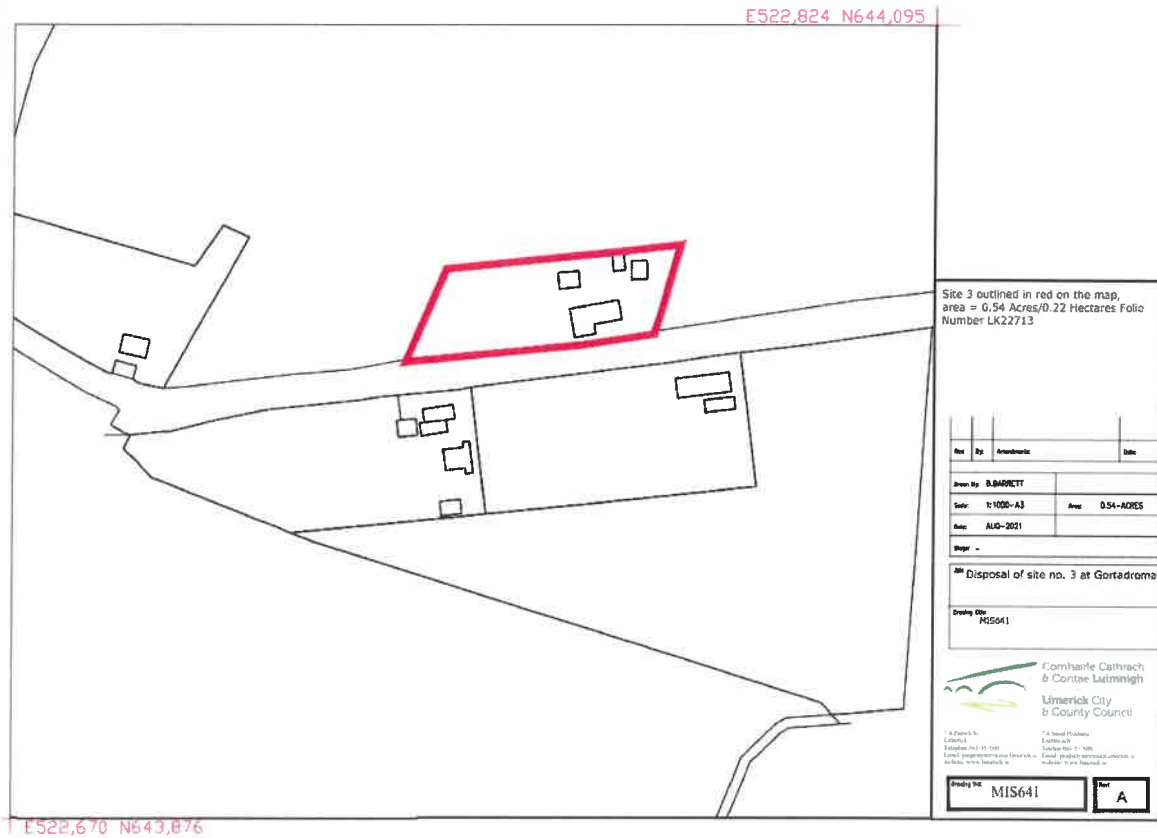 E522,824 N644,095
Site 3 outlined in red on the map,
area = 0.54 Acres/0.22 Hectares Folio
Number LK22713
Rev By Amendments Date
Drawn By B.BARRETT
Scale 1:1000-A3 Area 0.54-ACRES
Date AUG-2021
Stage -
Job Disposal of site no. 3 at Gortadroma
Drawing Title
MIS641
Comhairle Cathrach
& Contae Luimnigh
Limerick City
& County Council
Drawing No. MIS641
Rev A
E522,670 N643,876